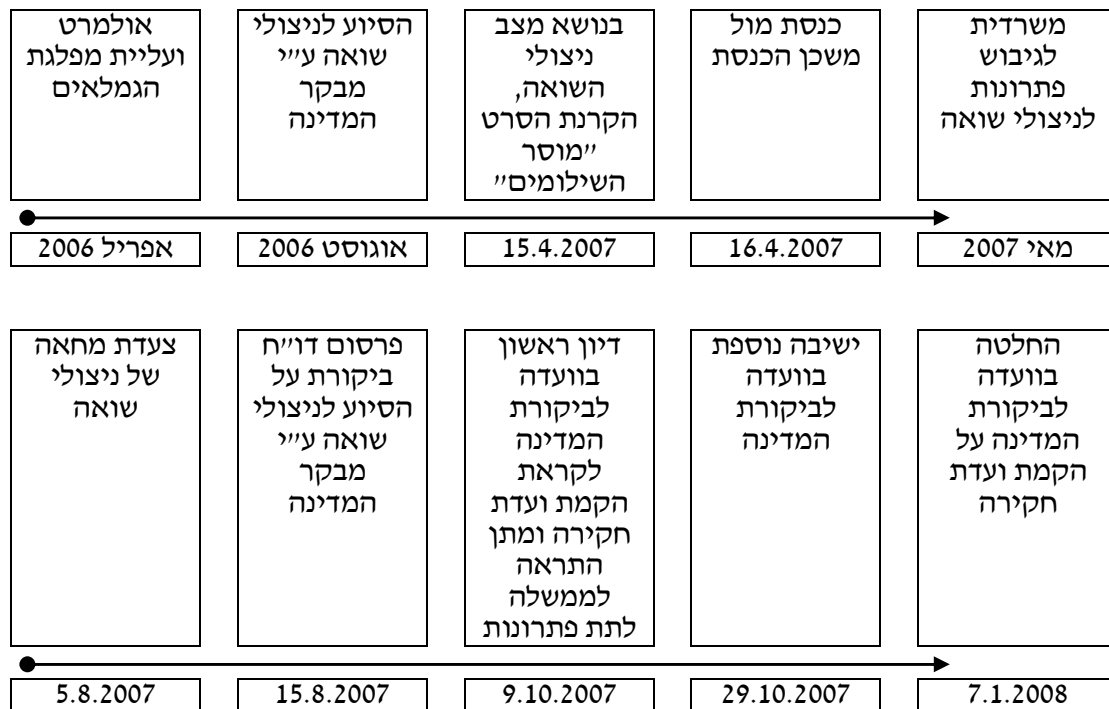 אולמרט
ועליית מפלגת
הגמלאים
הסיוע לניצולי
שואה ע״י
מבקר
המדינה
בנושא מצב
ניצולי
השואה,
הקרנת הסרט
״מוסר
השילומים״
כנסת מול
משכן הכנסת
משרדית
לגיבוש
פתרונות
לניצולי שואה
אפריל 2006
אוגוסט 2006
15.4.2007
16.4.2007
מאי 2007
צעדת מחאה
של ניצולי
שואה
פרסום דו״ח
ביקורת על
הסיוע לניצולי
שואה ע״י
מבקר
המדינה
דיון ראשון
בוועדה
לביקורת
המדינה
לקראת
הקמת ועדת
חקירה ומתן
התראה
לממשלה
לתת פתרונות
ישיבה נוספת
בוועדה
לביקורת
המדינה
החלטה
בוועדה
לביקורת
המדינה על
הקמת ועדת
חקירה
5.8.2007
15.8.2007
9.10.2007
29.10.2007
7.1.2008